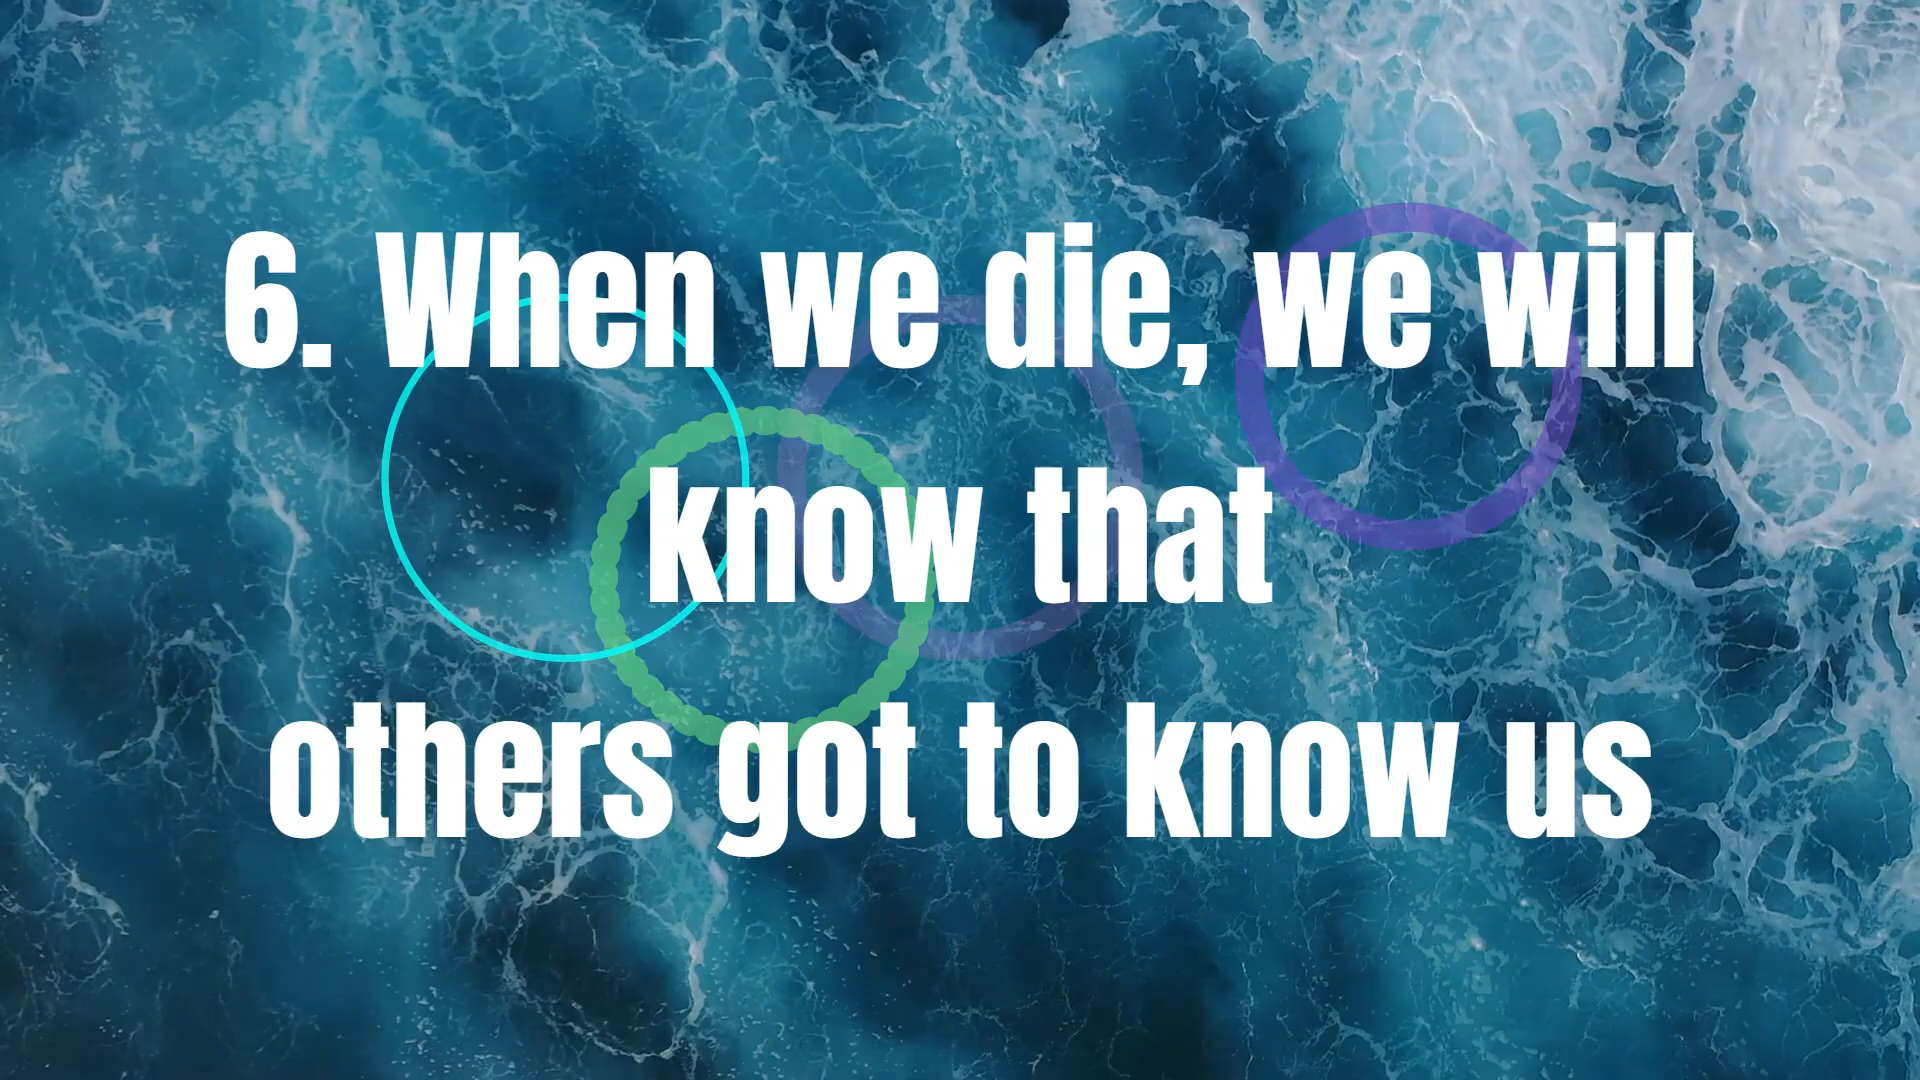 6. When we die, we will
know that
others got to know us